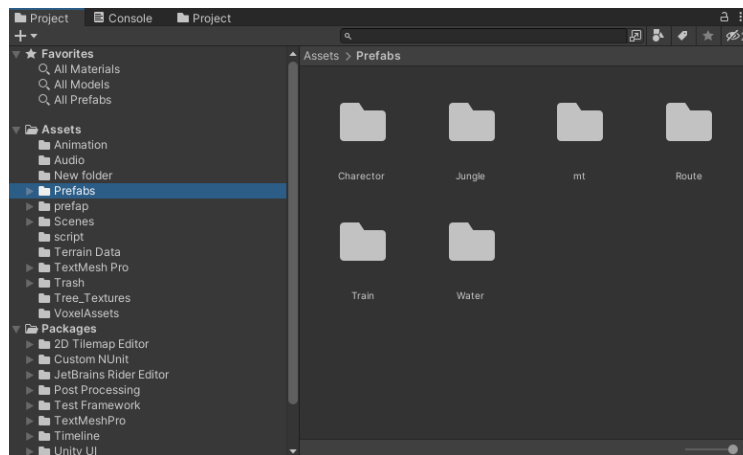 Project Console Project
Favorites
All Materials
All Models
All Prefabs
Assets
Animation
Audio
New folder
Prefabs
prefap
Scenes
script
Terrain Data
TextMesh Pro
Trash
Tree_Textures
VoxelAssets
Packages
2D Tilemap Editor
Custom NUnit
JetBrains Rider Editor
Post Processing
Test Framework
TextMeshPro
Timeline
Unity UI
Assets > Prefabs
Charector Jungle mt Route
Train Water